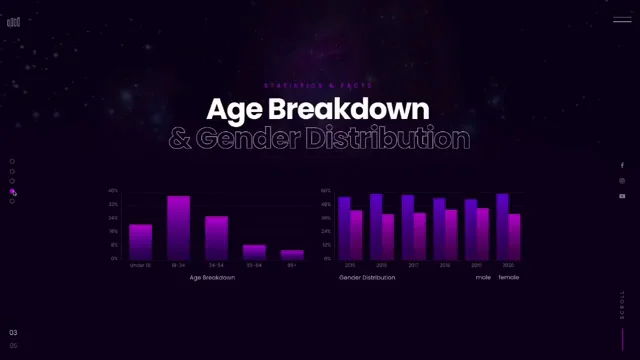 STATISTICS & FACTS
Age Breakdown
& Gender Distribution
40%
32%
24%
16%
8%
0%
Under 18
18-34
34-54
55-64
65+
Age Breakdown
60%
48%
36%
24%
12%
0%
2015
2016
2017
2018
2019
2020
Gender Distribution
male
female
SCROLL
03
05